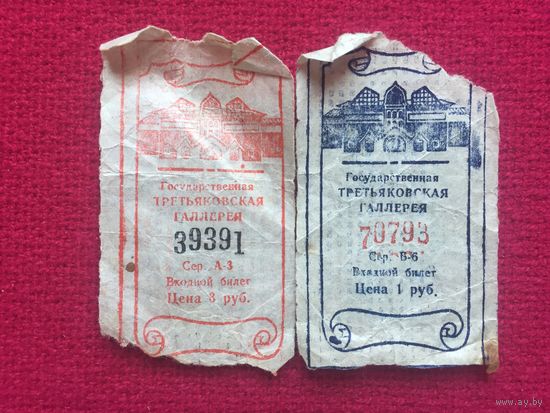 Государственная
ТРЕТЬЯКОВСКАЯ
ГАЛЛЕРЕЯ
39391
Сер. А-3
Входной билет
Цена 3 руб.
Государственная
ТРЕТЬЯКОВСКАЯ
ГАЛЛЕРЕЯ
70793
Сер. Б-6
Входной билет
Цена 1 руб.
www.ay.by